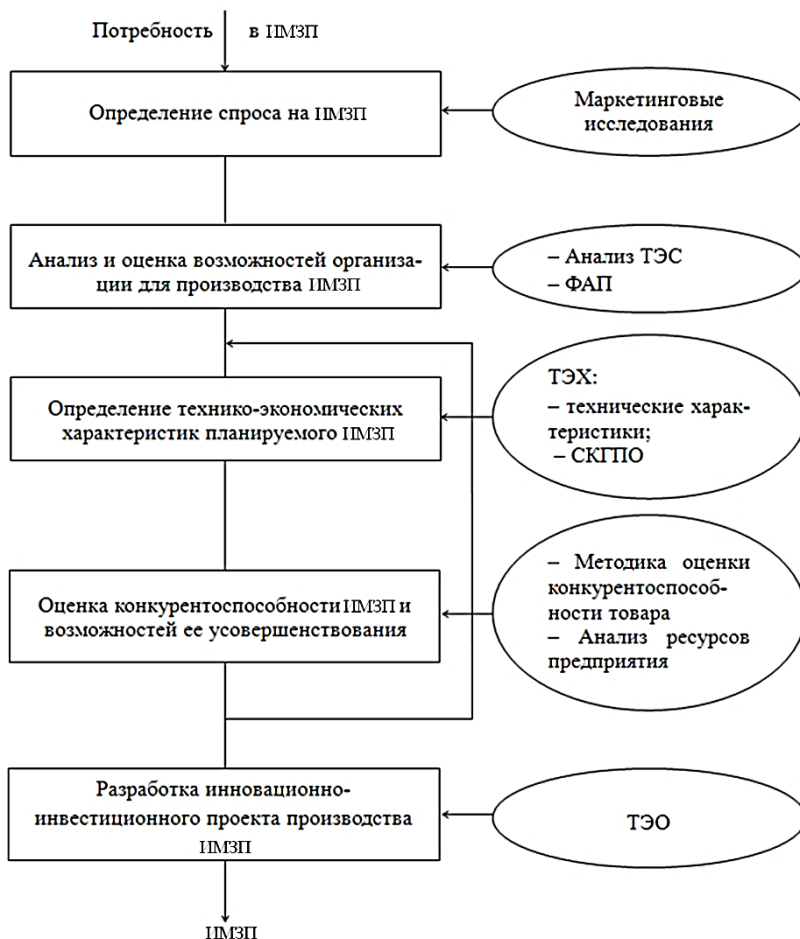 Потребность в ИМЗП
Определение спроса на ИМЗП
Маркетинговые
исследования
Анализ и оценка возможностей организа-
ции для производства ИМЗП
– Анализ ТЭС
– ФАП
Определение технико-экономических
характеристик планируемого ИМЗП
ТЭХ:
– технические харак-
теристики;
– СКГПО
Оценка конкурентоспособности ИМЗП и
возможностей ее усовершенствования
– Методика оценки
конкурентоспособ-
ности товара
– Анализ ресурсов
предприятия
Разработка инновационно-
инвестиционного проекта производства
ИМЗП
ТЭО
ИМЗП